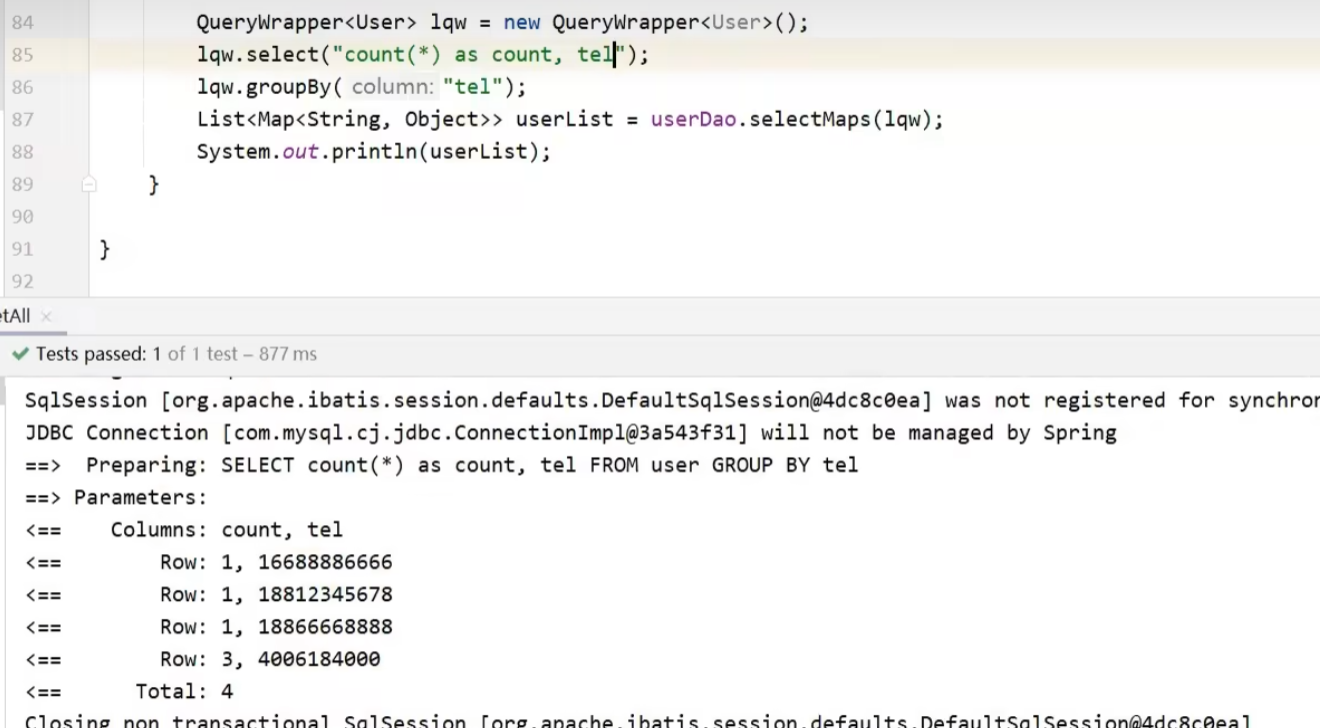 84 QueryWrapper<User> lqw = new QueryWrapper<User>();
85 lqw.select("count(*) as count, tel");
86 lqw.groupBy( column: "tel");
87 List<Map<String, Object>> userList = userDao.selectMaps(lqw);
88 System.out.println(userList);
89 }
90
91 }
92
etAll ×
Tests passed: 1 of 1 test – 877 ms
SqlSession [org.apache.ibatis.session.defaults.DefaultSqlSession@4dc8c0ea] was not registered for synchron
JDBC Connection [com.mysql.cj.jdbc.ConnectionImpl@3a543f31] will not be managed by Spring
==>  Preparing: SELECT count(*) as count, tel FROM user GROUP BY tel
==> Parameters:
<==    Columns: count, tel
<==        Row: 1, 16688886666
<==        Row: 1, 18812345678
<==        Row: 1, 18866668888
<==        Row: 3, 4006184000
<==      Total: 4
Closing non transactional SqlSession [org.apache.ibatis.session.defaults.DefaultSqlSession@4dc8c0ea]